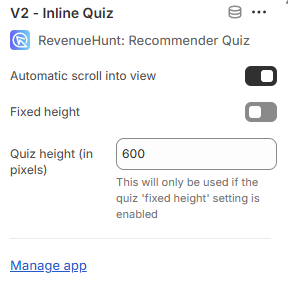 V2 - Inline Quiz
RevenueHunt: Recommender Quiz
Automatic scroll into view
Fixed height
Quiz height (in
pixels)
600
This will only be used if the
quiz 'fixed height' setting is
enabled
Manage app